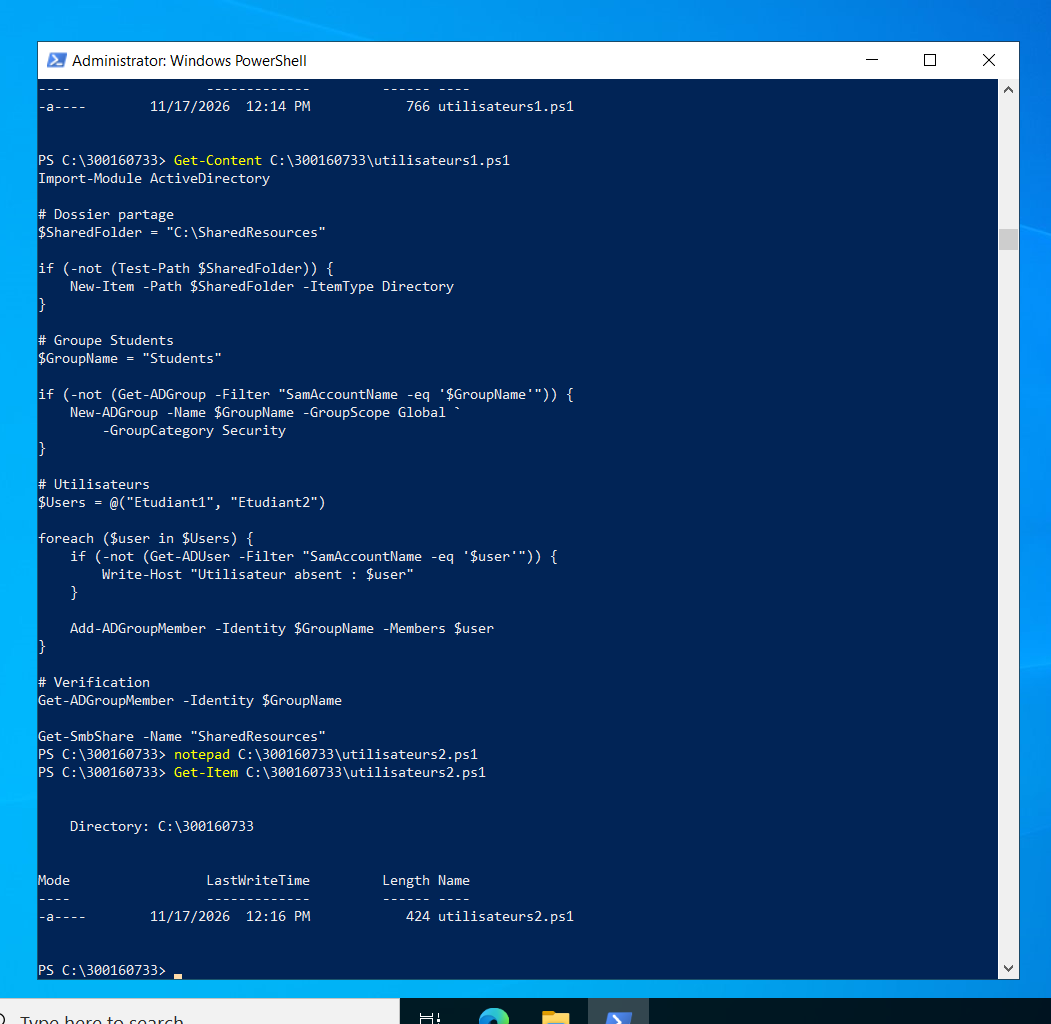 Administrator: Windows PowerShell
---- ------------- ------ ----
-a---- 11/17/2026 12:14 PM 766 utilisateurs1.ps1
PS C:\300160733> Get-Content C:\300160733\utilisateurs1.ps1
Import-Module ActiveDirectory
# Dossier partage
$SharedFolder = "C:\SharedResources"
if (-not (Test-Path $SharedFolder)) {
    New-Item -Path $SharedFolder -ItemType Directory
}
# Groupe Students
$GroupName = "Students"
if (-not (Get-ADGroup -Filter "SamAccountName -eq '$GroupName'")) {
    New-ADGroup -Name $GroupName -GroupScope Global `
        -GroupCategory Security
}
# Utilisateurs
$Users = @("Etudiant1", "Etudiant2")
foreach ($user in $Users) {
    if (-not (Get-ADUser -Filter "SamAccountName -eq '$user'")) {
        Write-Host "Utilisateur absent : $user"
    }
    Add-ADGroupMember -Identity $GroupName -Members $user
}
# Verification
Get-ADGroupMember -Identity $GroupName
Get-SmbShare -Name "SharedResources"
PS C:\300160733> notepad C:\300160733\utilisateurs2.ps1
PS C:\300160733> Get-Item C:\300160733\utilisateurs2.ps1
    Directory: C:\300160733
Mode LastWriteTime Length Name
---- ------------- ------ ----
-a---- 11/17/2026 12:16 PM 424 utilisateurs2.ps1
PS C:\300160733>
Type here to search